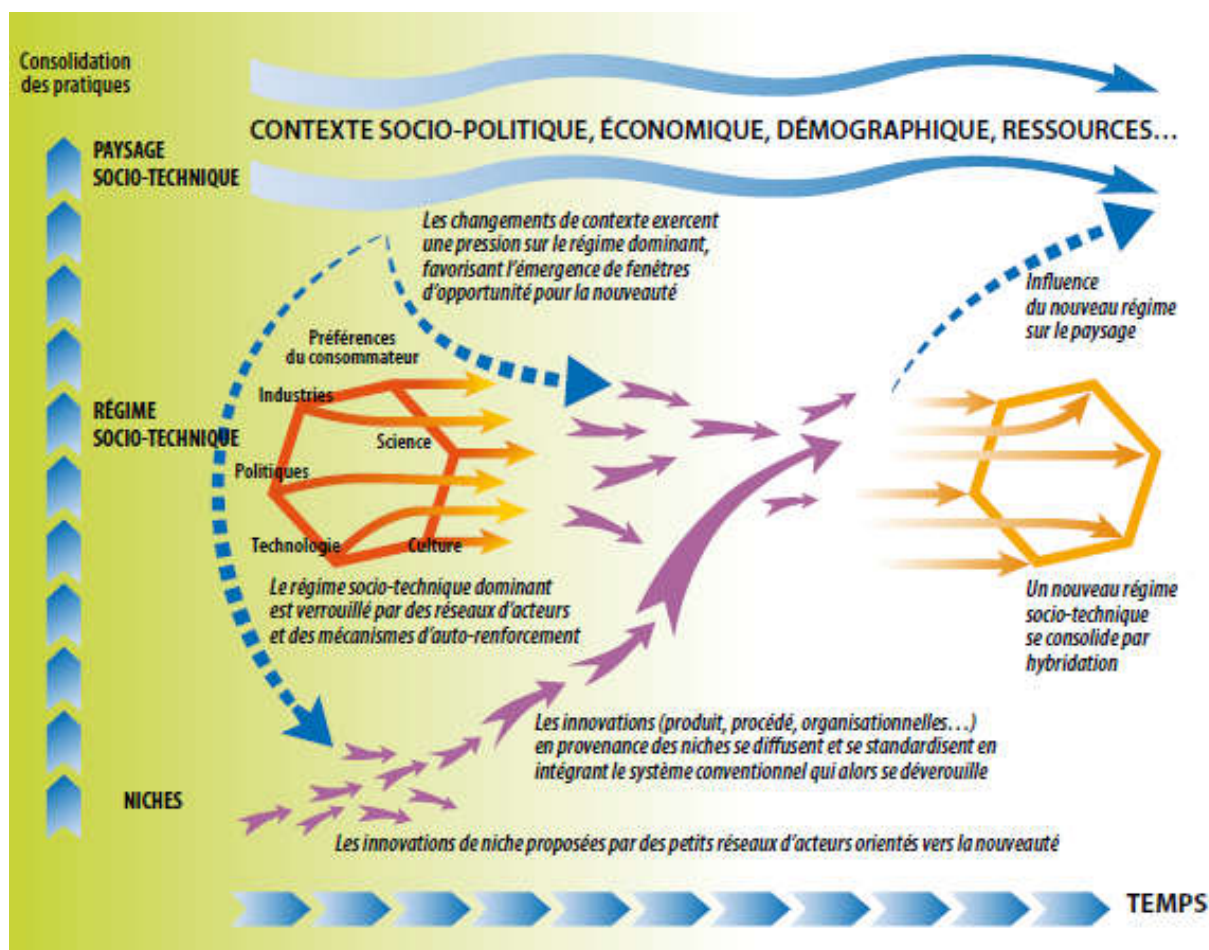 Consolidation
des pratiques
CONTEXTE SOCIO-POLITIQUE, ÉCONOMIQUE, DÉMOGRAPHIQUE, RESSOURCES…
PAYSAGE
SOCIO-TECHNIQUE
Les changements de contexte exercent
une pression sur le régime dominant,
favorisant l'émergence de fenêtres
d'opportunité pour la nouveauté
Influence
du nouveau régime
sur le paysage
Préférences
du consommateur
Industries
RÉGIME
SOCIO-TECHNIQUE
Science
Politiques
Technologie
Culture
Le régime socio-technique dominant
est verrouillé par des réseaux d'acteurs
et des mécanismes d'auto-renforcement
Un nouveau régime
socio-technique
se consolide par
hybridation
Les innovations (produit, procédé, organisationnelles…)
en provenance des niches se diffusent et se standardisent en
intégrant le système conventionnel qui alors se déverouille
NICHES
Les innovations de niche proposées par des petits réseaux d'acteurs orientés vers la nouveauté
TEMPS